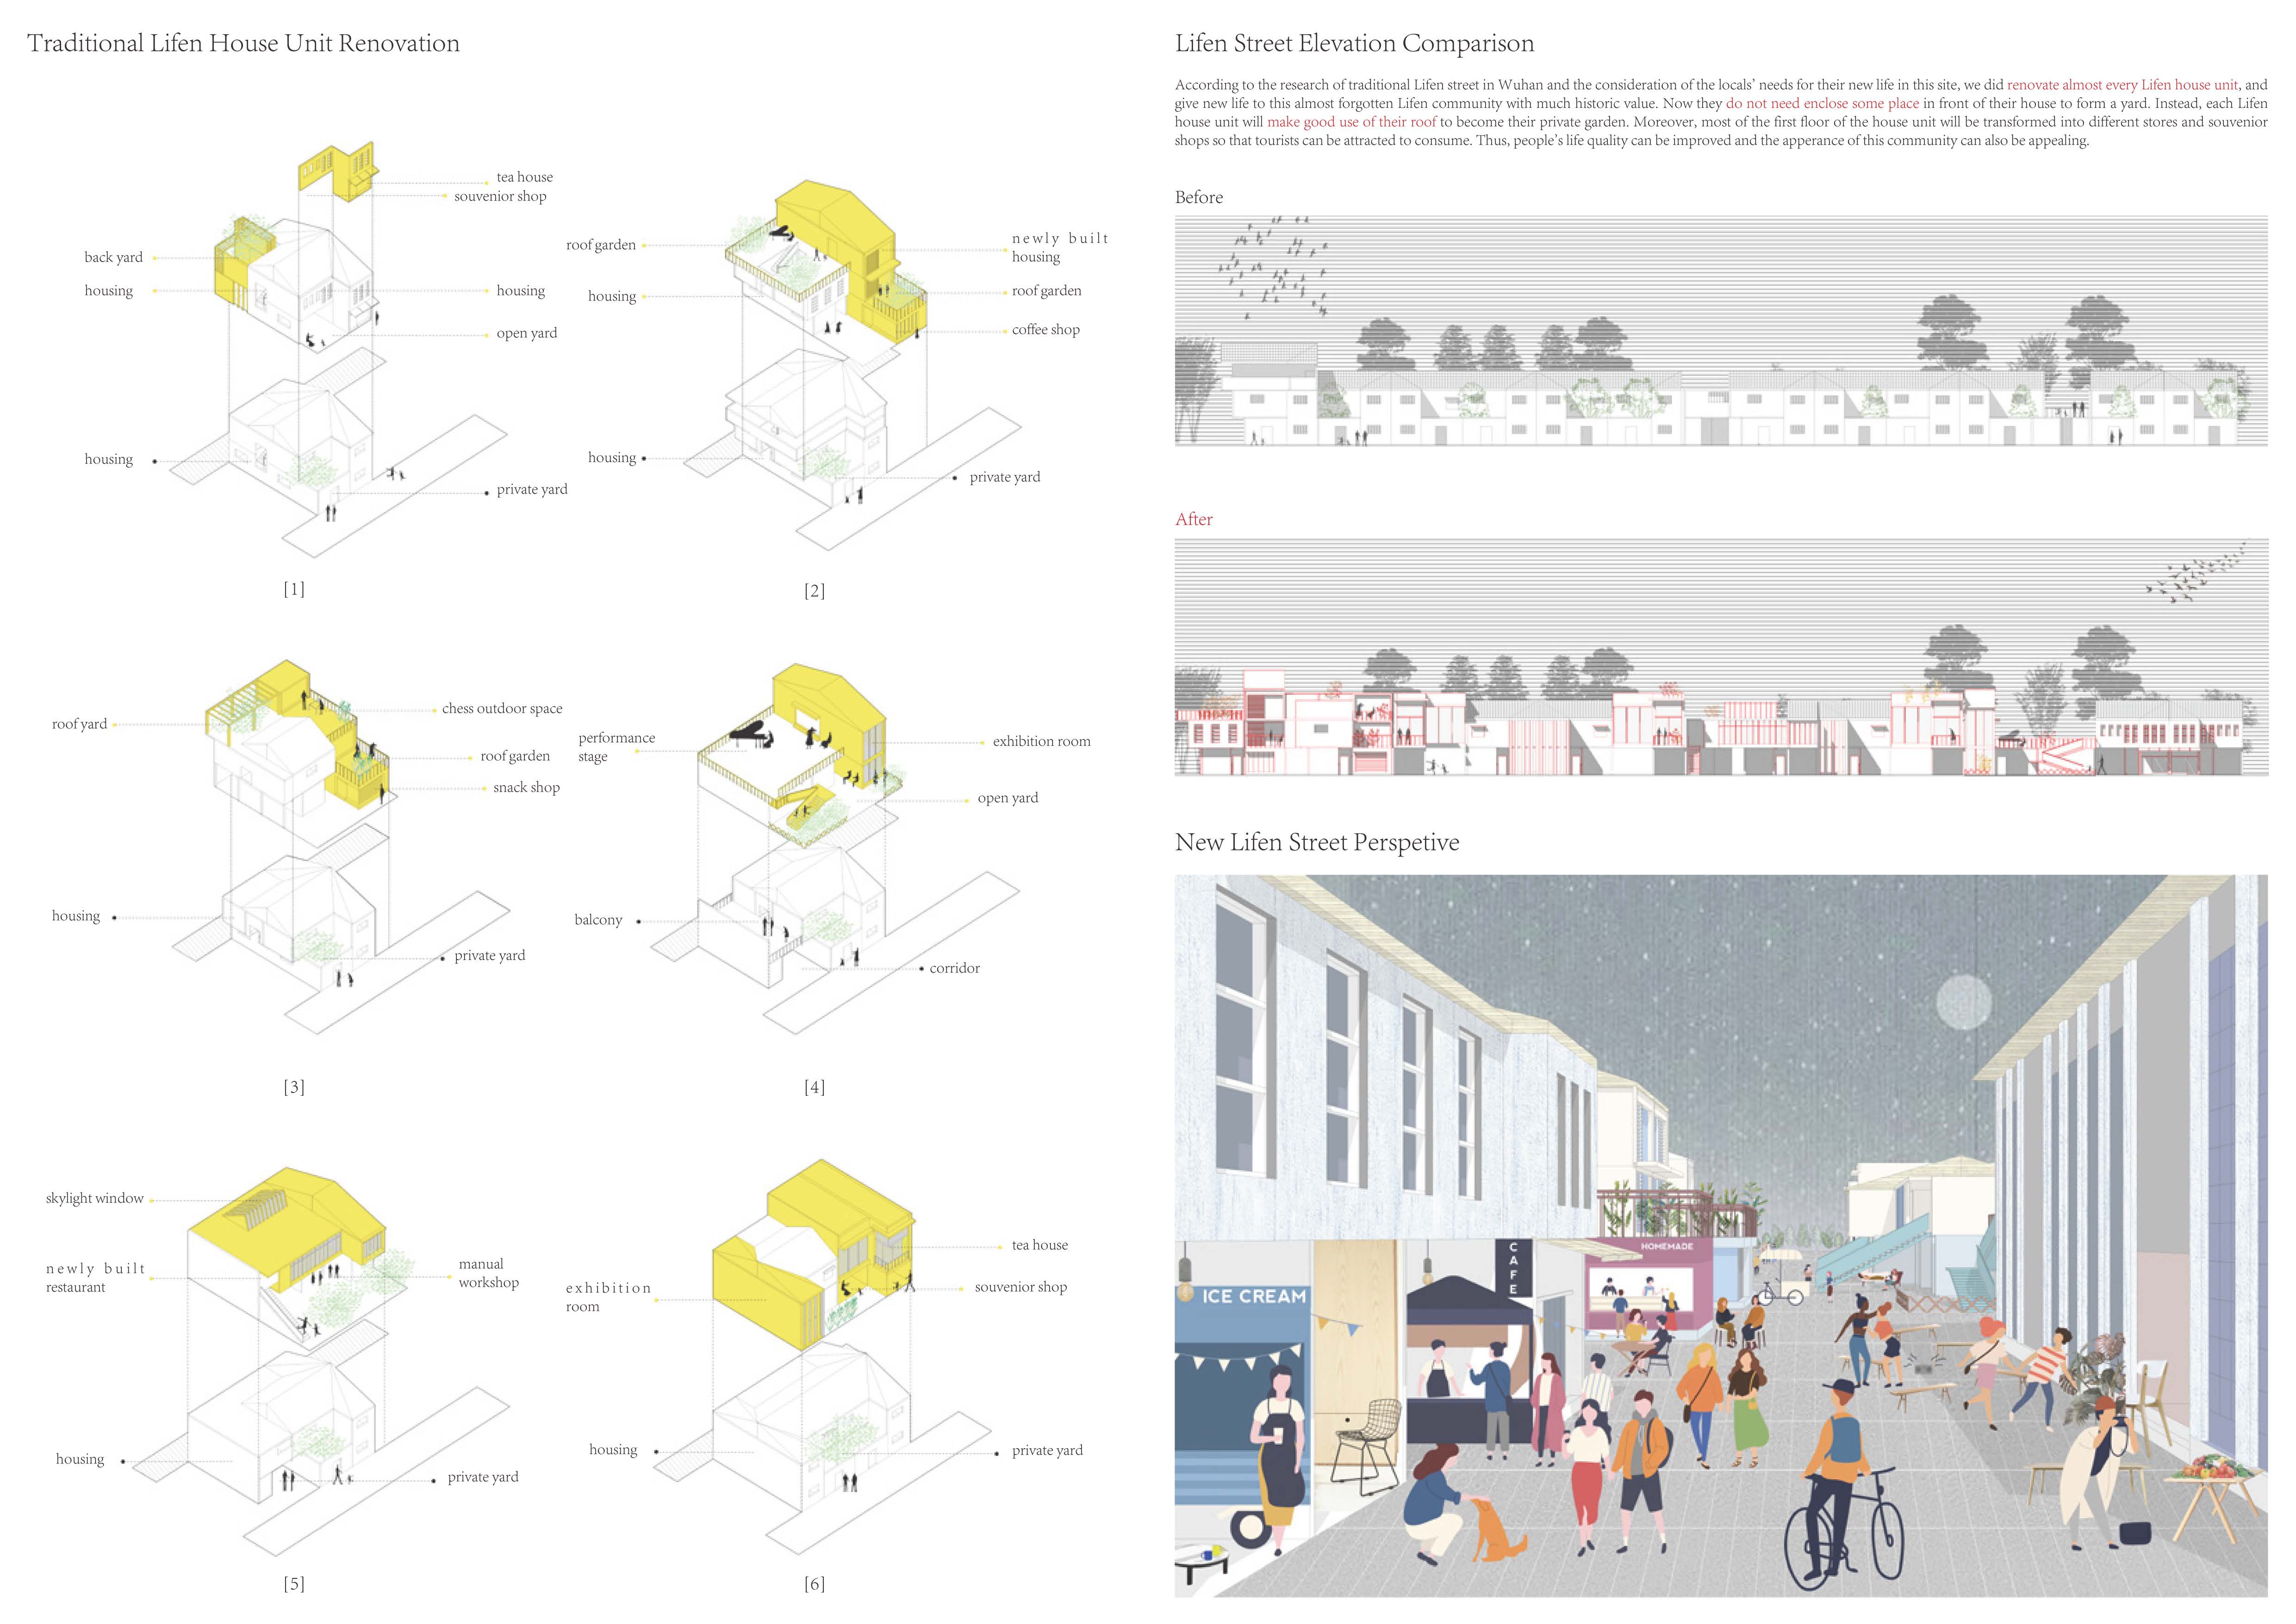 Traditional Lifen House Unit Renovation
tea house
souvenior shop
back yard
housing
housing
open yard
housing
private yard
[1]
roof garden
newly built
housing
housing
roof garden
coffee shop
housing
private yard
[2]
roof yard
chess outdoor space
roof garden
snack shop
housing
private yard
[3]
performance
stage
exhibition room
open yard
balcony
corridor
[4]
skylight window
newly built
restaurant
manual
workshop
housing
private yard
[5]
tea house
exhibition
room
souvenior shop
housing
private yard
[6]
Lifen Street Elevation Comparison
According to the research of traditional Lifen street in Wuhan and the consideration of the locals' needs for their new life in this site, we did renovate almost every Lifen house unit, and
give new life to this almost forgotten Lifen community with much historic value. Now they do not need enclose some place in front of their house to form a yard. Instead, each Lifen
house unit will make good use of their roof to become their private garden. Moreover, most of the first floor of the house unit will be transformed into different stores and souvenior
shops so that tourists can be attracted to consume. Thus, people's life quality can be improved and the apperance of this community can also be appealing.
Before
After
New Lifen Street Perspetive
CAFE
HOMEMADE
ICE CREAM